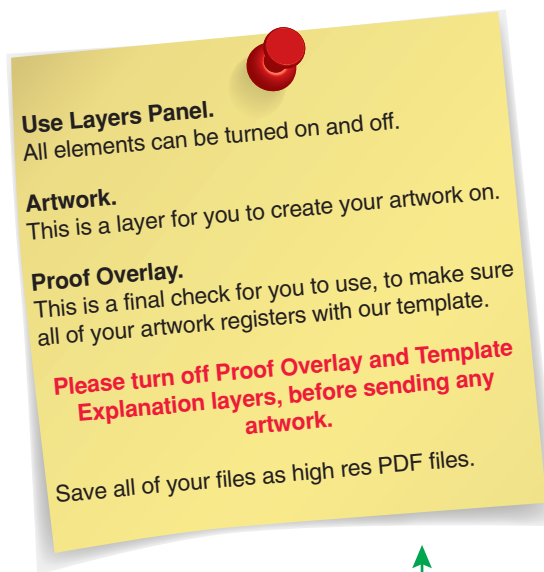 Use Layers Panel.
All elements can be turned on and off.
Artwork.
This is a layer for you to create your artwork on.
Proof Overlay.
This is a final check for you to use, to make sure
all of your artwork registers with our template.
Please turn off Proof Overlay and Template
Explanation layers, before sending any
artwork.
Save all of your files as high res PDF files.